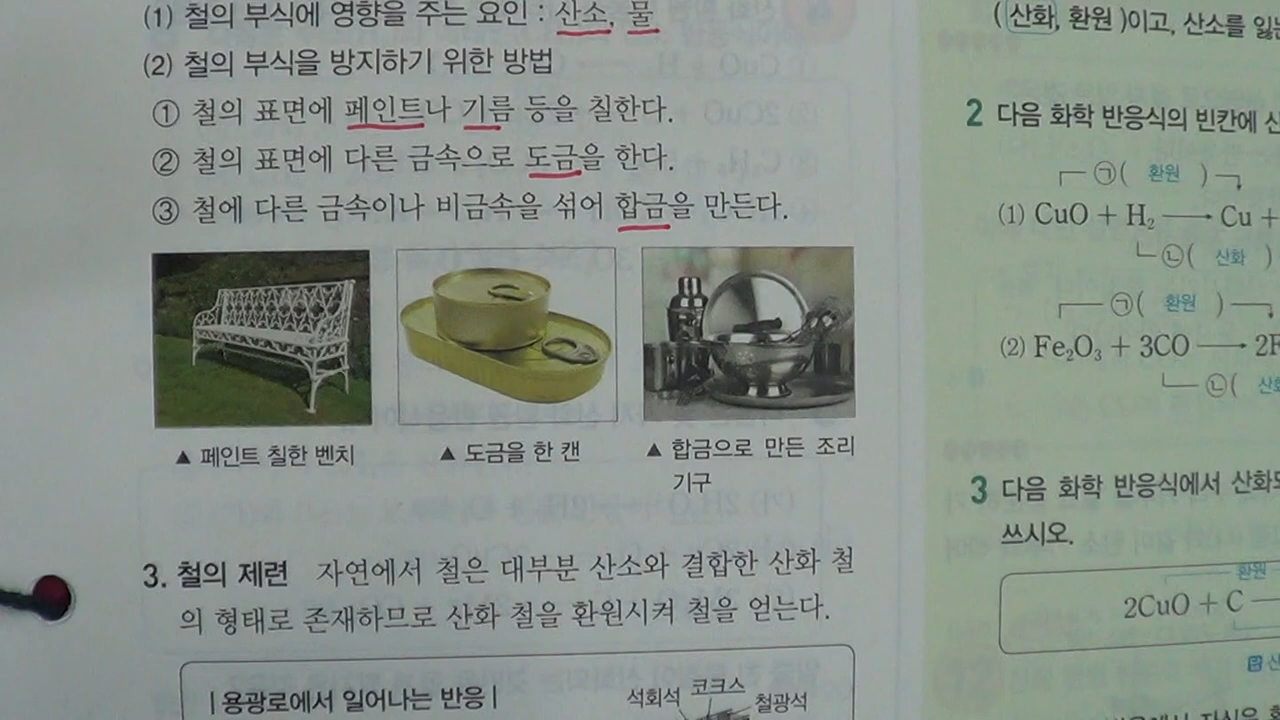 (1) 철의 부식에 영향을 주는 요인 : 산소, 물
(2) 철의 부식을 방지하기 위한 방법
① 철의 표면에 페인트나 기름 등을 칠한다.
② 철의 표면에 다른 금속으로 도금을 한다.
③ 철에 다른 금속이나 비금속을 섞어 합금을 만든다.
▲ 페인트 칠한 벤치
▲ 도금을 한 캔
▲ 합금으로 만든 조리
기구
3. 철의 제련 자연에서 철은 대부분 산소와 결합한 산화 철
의 형태로 존재하므로 산화 철을 환원시켜 철을 얻는다.
| 용광로에서 일어나는 반응 |
석회석 코크스 철광석
( 산화, 환원 )이고, 산소를
2 다음 화학 반응식의 빈칸에
㉠( 환원 )
(1) CuO + H₂ ⟶ Cu +
㉡( 산화 )
㉠( 환원 )
(2) Fe₂O₃ + 3CO ⟶
㉡(
3 다음 화학 반응식에서
쓰시오.
환원
2CuO + C